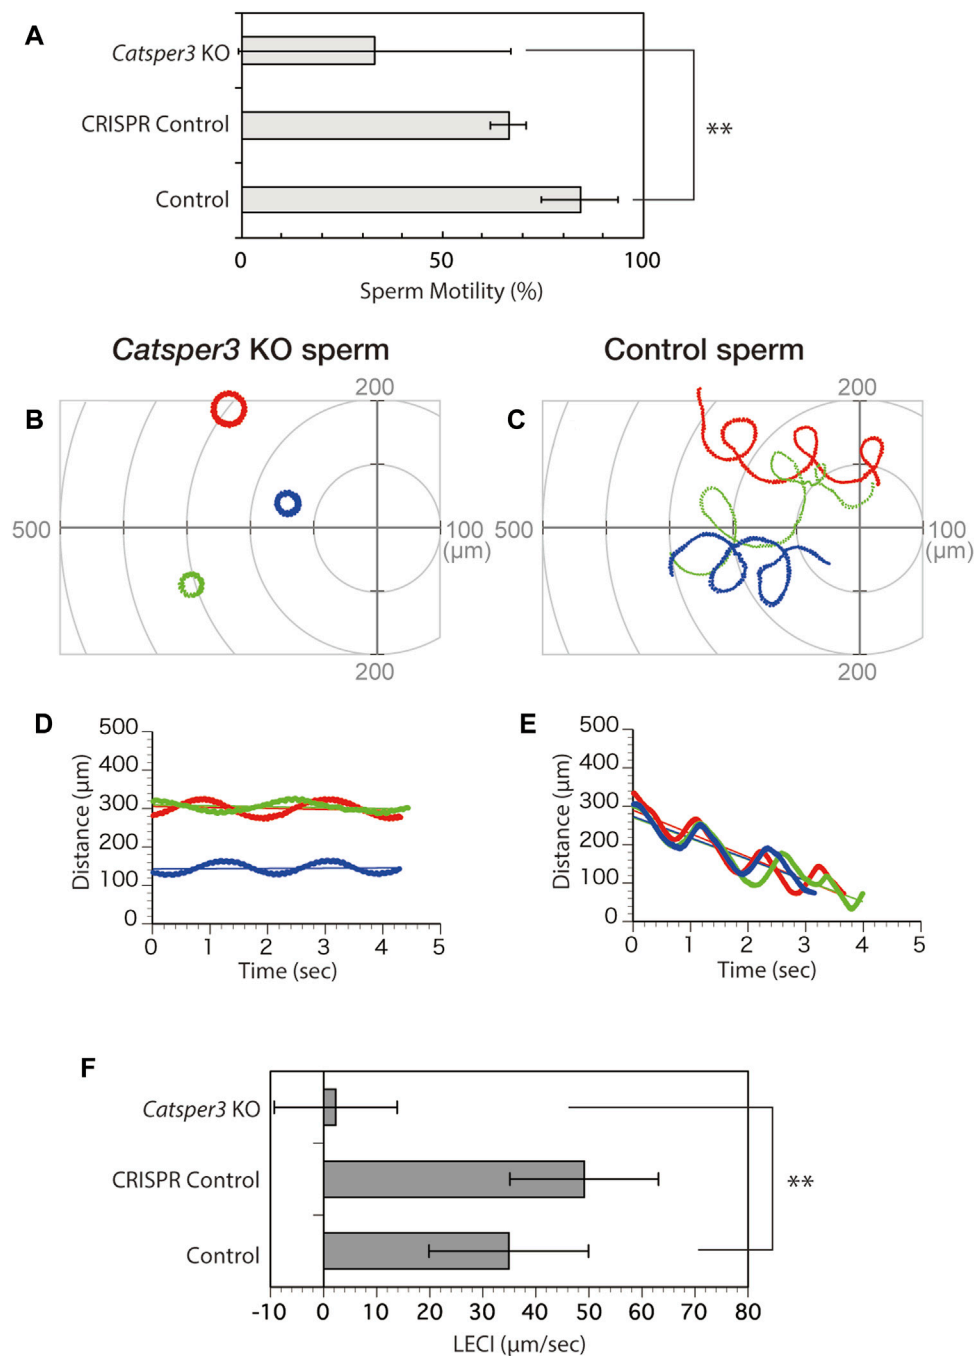 A
Catsper3 KO
CRISPR Control
Control
**
0 50 100
Sperm Motility (%)
Catsper3 KO sperm
Control sperm
B
200
500
100
(µm)
200
C
200
500
100
(µm)
200
D
500
400
300
200
100
0
Distance (µm)
0 1 2 3 4 5
Time (sec)
E
500
400
300
200
100
0
Distance (µm)
0 1 2 3 4 5
Time (sec)
F
Catsper3 KO
CRISPR Control
Control
**
-10 0 10 20 30 40 50 60 70 80
LECI (µm/sec)